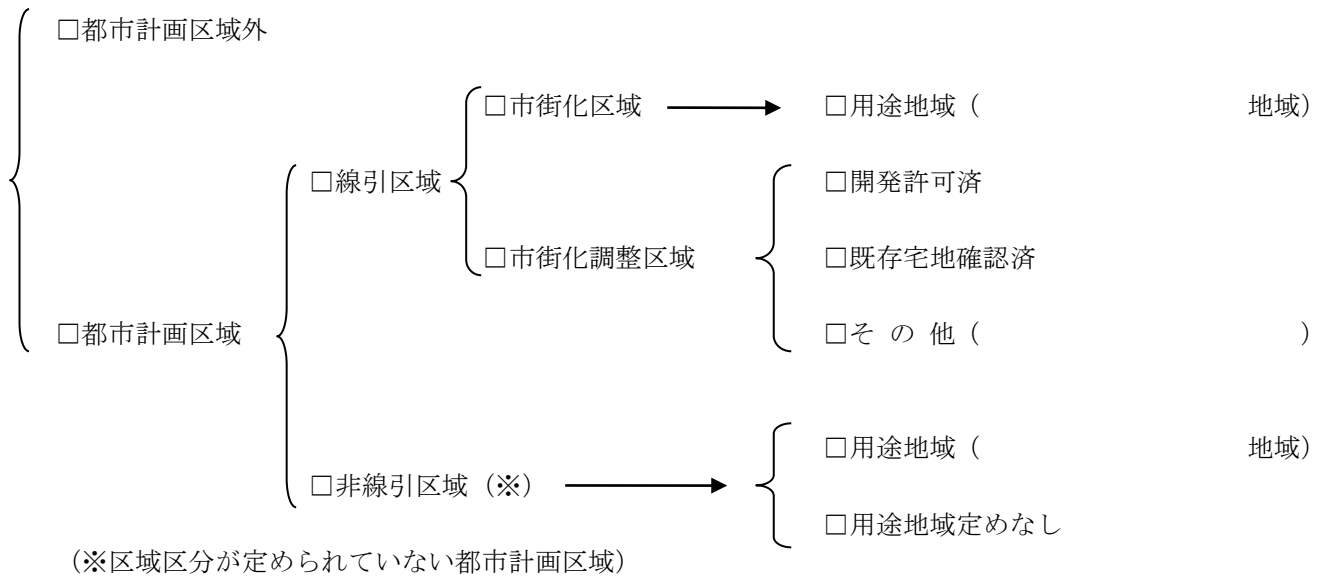 □都市計画区域外
□市街化区域 □用途地域（ 地域）
□線引区域 □開発許可済
□市街化調整区域 □既存宅地確認済
□都市計画区域 □そ の 他（ ）
□用途地域（ 地域）
□非線引区域（※）
□用途地域定めなし
（※区域区分が定められていない都市計画区域）